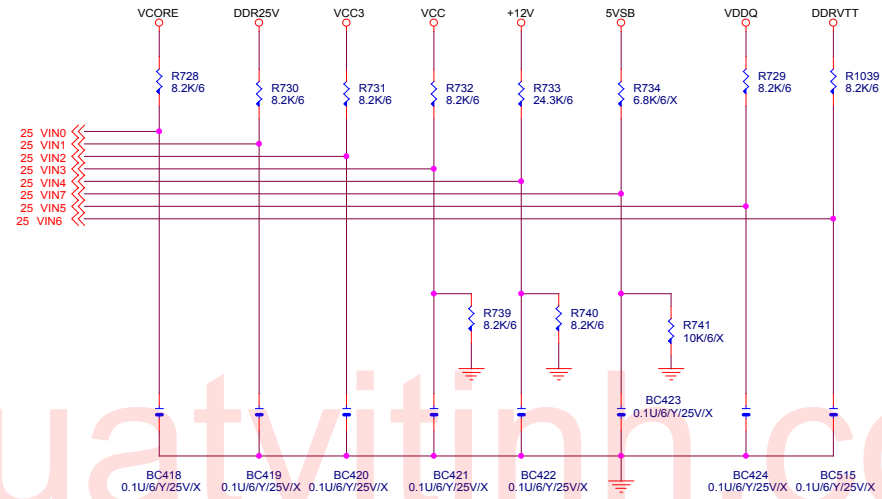 VCORE DDR25V VCC3 VCC +12V 5VSB VDDQ DDRVTT
R728
8.2K/6
R730
8.2K/6
R731
8.2K/6
R732
8.2K/6
R733
24.3K/6
R734
6.8K/6/X
R729
8.2K/6
R1039
8.2K/6
25 VIN0
25 VIN1
25 VIN2
25 VIN3
25 VIN4
25 VIN7
25 VIN5
25 VIN6
R739
8.2K/6
R740
8.2K/6
R741
10K/6/X
BC423
0.1U/6/Y/25V/X
BC418
0.1U/6/Y/25V/X
BC419
0.1U/6/Y/25V/X
BC420
0.1U/6/Y/25V/X
BC421
0.1U/6/Y/25V/X
BC422
0.1U/6/Y/25V/X
BC424
0.1U/6/Y/25V/X
BC515
0.1U/6/Y/25V/X
uatvitinh.co